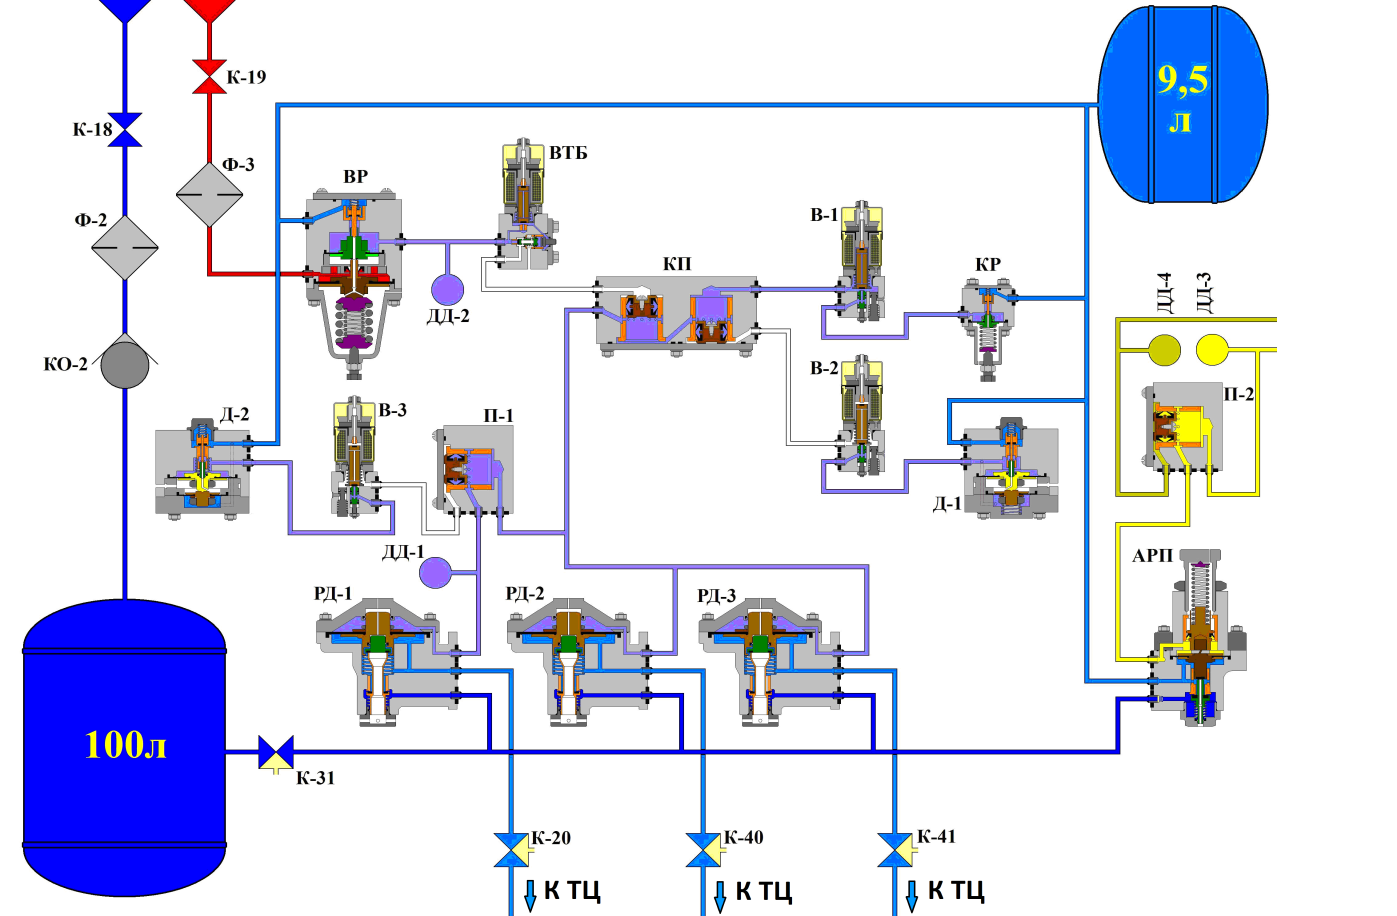 К-19
9,5
л
К-18
Ф-3
ВТБ
ВР
Ф-2
В-1
КП
КР
ДД-4
ДД-3
ДД-2
КО-2
В-2
П-2
Д-2
В-3
П-1
Д-1
ДД-1
АРП
РД-1
РД-2
РД-3
100л
К-31
К-20
К-40
К-41
К ТЦ
К ТЦ
К ТЦ